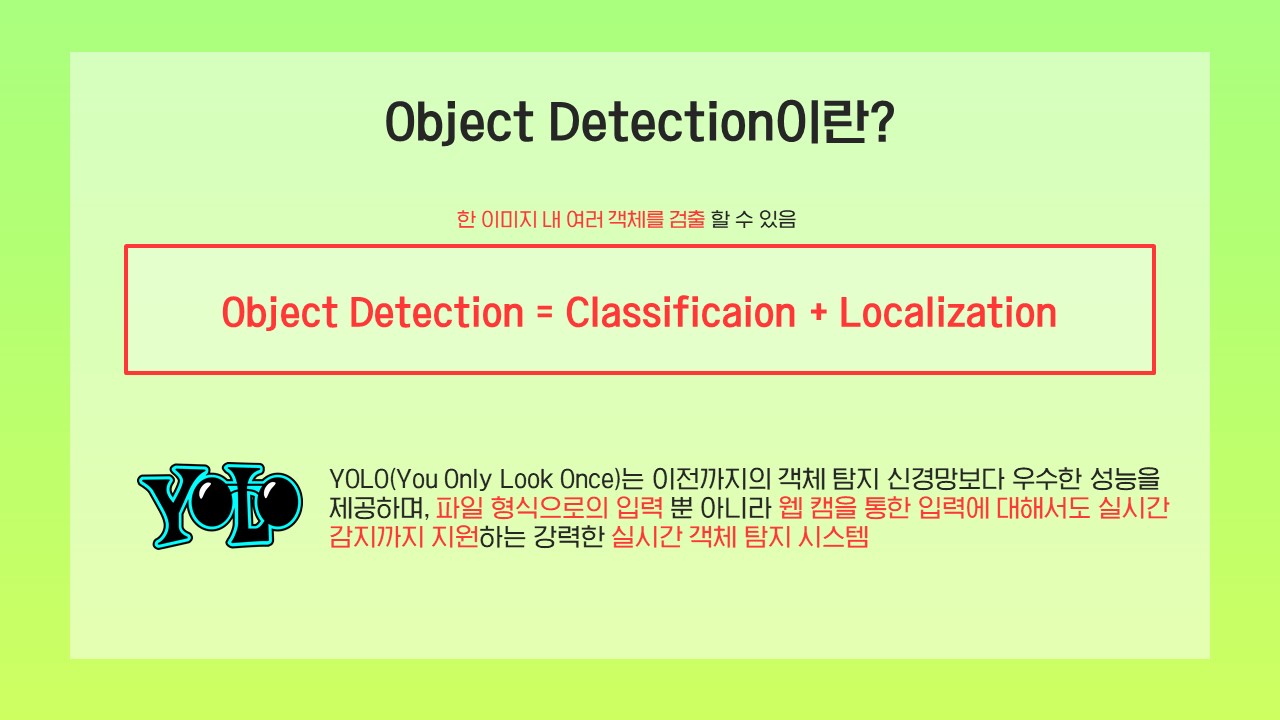 Object Detection이란?
한 이미지 내 여러 객체를 검출 할 수 있음
Object Detection = Classificaion + Localization
YOLO
YOLO(You Only Look Once)는 이전까지의 객체 탐지 신경망보다 우수한 성능을
제공하며, 파일 형식으로의 입력 뿐 아니라 웹 캠을 통한 입력에 대해서도 실시간
감지까지 지원하는 강력한 실시간 객체 탐지 시스템